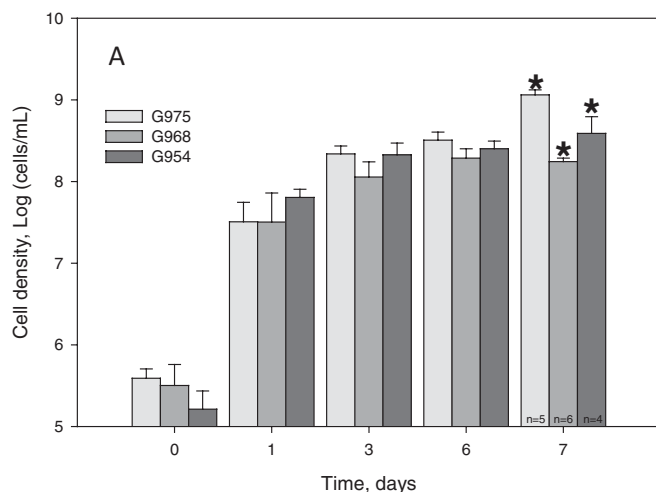 10
A
9
G975
G968
G954
8
7
6
5
Cell density, Log (cells/mL)
n=5 n=6 n=4
0 1 3 6 7
Time, days